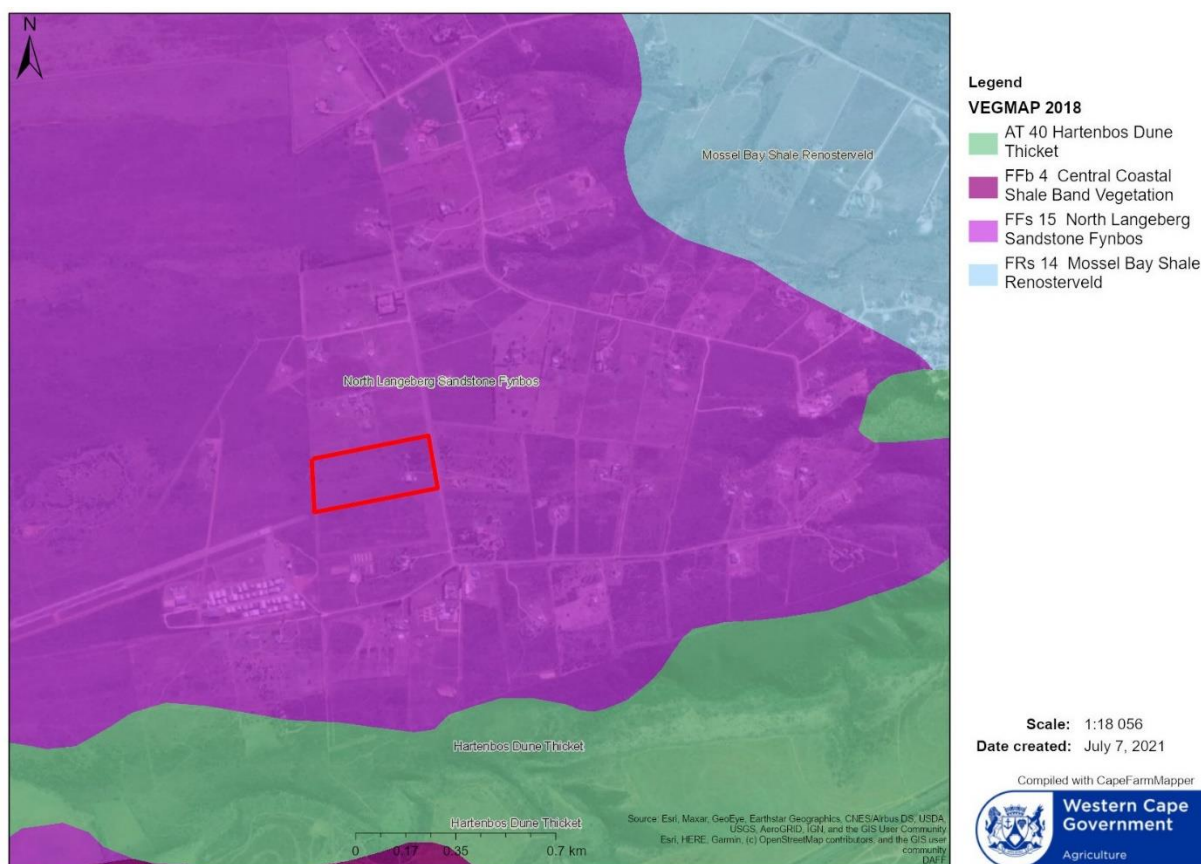 N
Mossel Bay Shale Renosterveld
North Langeberg Sandstone Fynbos
Hartenbos Dune Thicket
Hartenbos Dune Thicket
0 0.17 0.35 0.7 km
Source: Esri, Maxar, GeoEye, Earthstar Geographics, CNES/Airbus DS, USDA,
USGS, AeroGRID, IGN, and the GIS User Community
Esri, HERE, Garmin, (c) OpenStreetMap contributors, and the GIS user
community
DAFF
Legend
VEGMAP 2018
AT 40 Hartenbos Dune
Thicket
FFb 4 Central Coastal
Shale Band Vegetation
FFs 15 North Langeberg
Sandstone Fynbos
FRs 14 Mossel Bay Shale
Renosterveld
Scale: 1:18 056
Date created: July 7, 2021
Compiled with CapeFarmMapper
Western Cape
Government
Agriculture